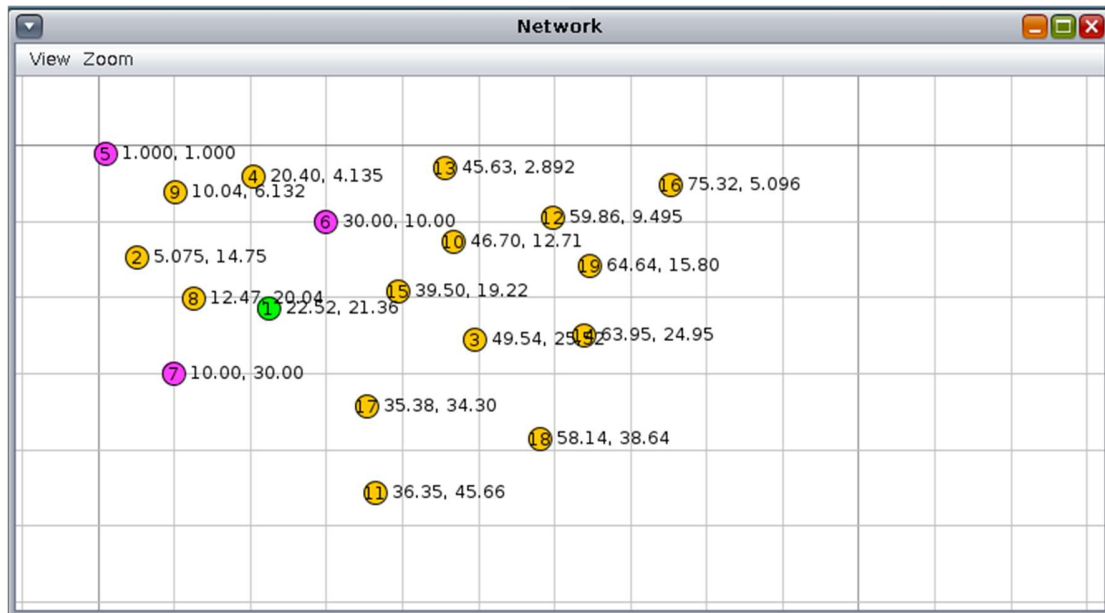 Network
View Zoom
5 1.000, 1.000
13 45.63, 2.892
4 20.40, 4.135
16 75.32, 5.096
9 10.04, 6.132
12 59.86, 9.495
6 30.00, 10.00
10 46.70, 12.71
2 5.075, 14.75
19 64.64, 15.80
15 39.50, 19.22
8 12.47, 20.04
1 22.52, 21.36
14 63.95, 24.95
3 49.54, 25.52
7 10.00, 30.00
17 35.38, 34.30
18 58.14, 38.64
11 36.35, 45.66